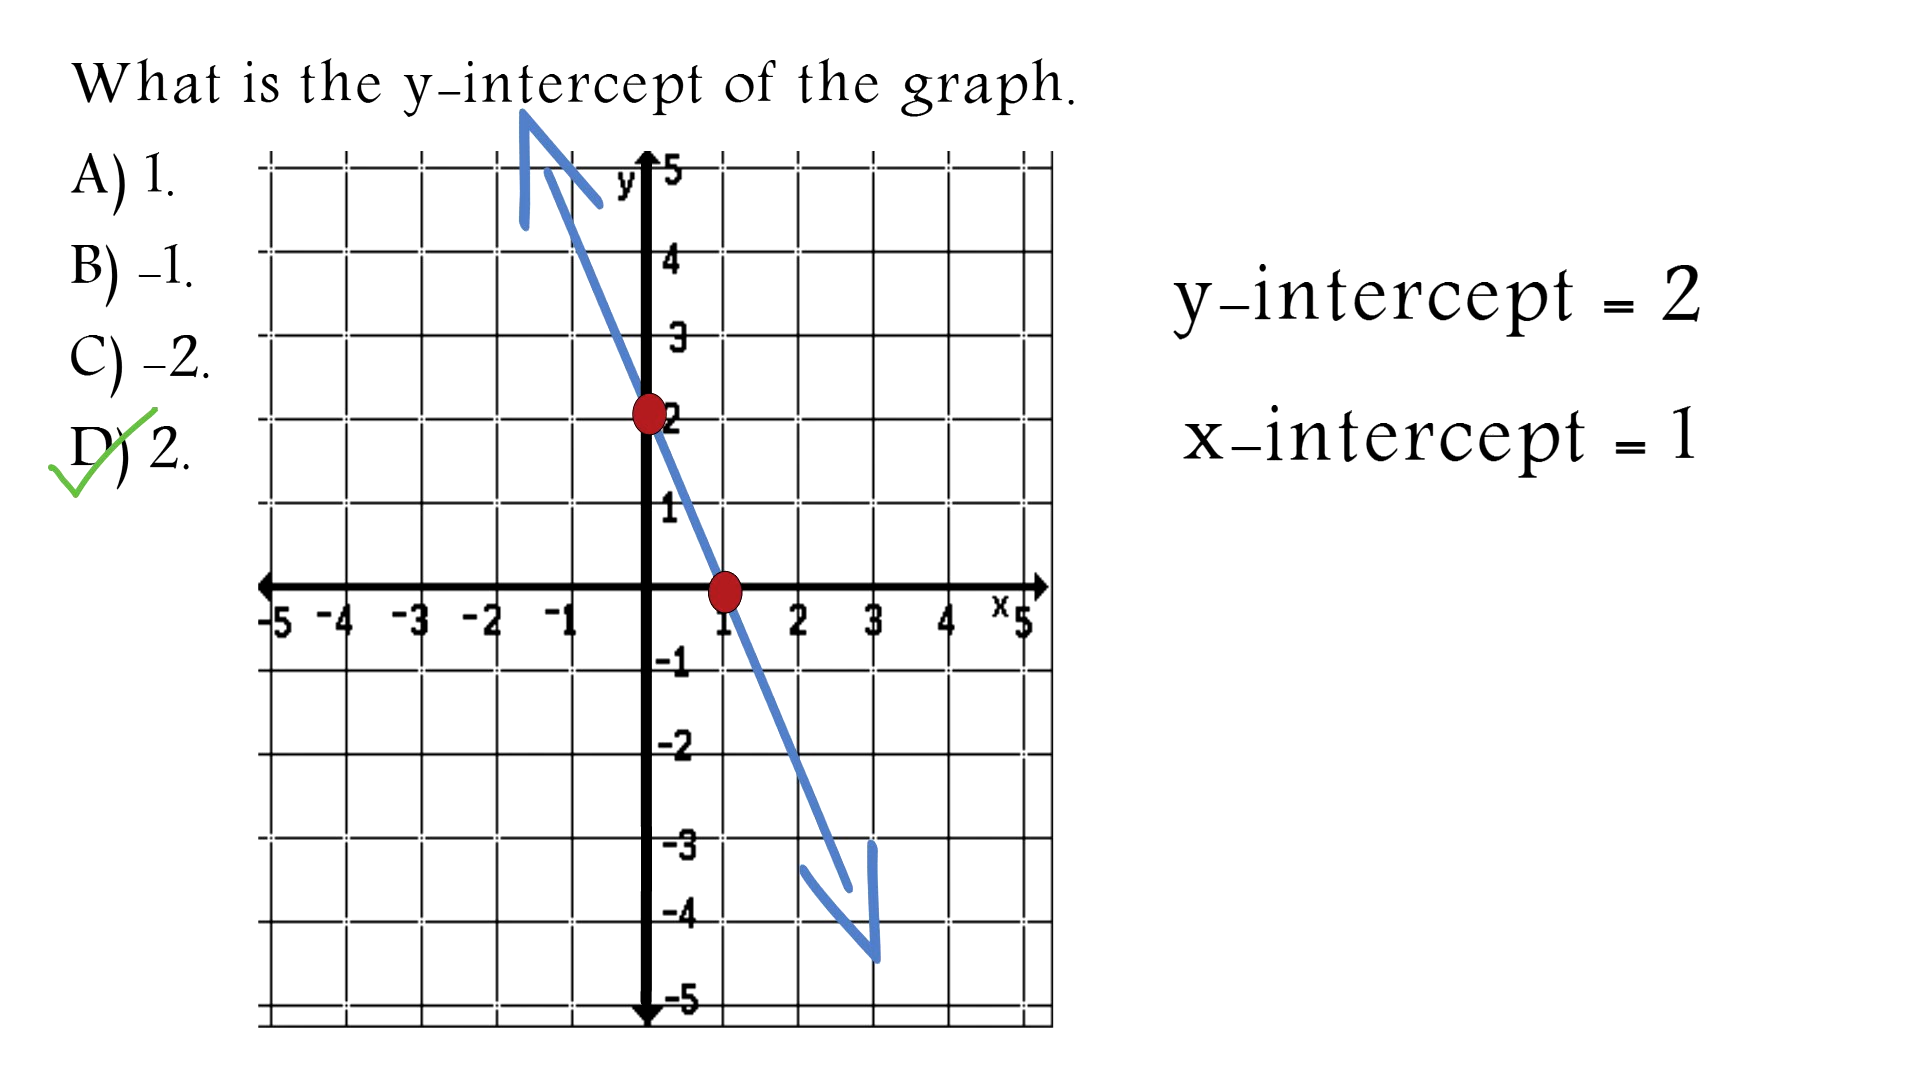 What is the y-intercept of the graph.
A) 1.
B) -1.
C) -2.
D) 2.
y-intercept = 2
x-intercept = 1
y
5
4
3
2
1
-5 -4 -3 -2 -1 1 2 3 4 x 5
-1
-2
-3
-4
-5